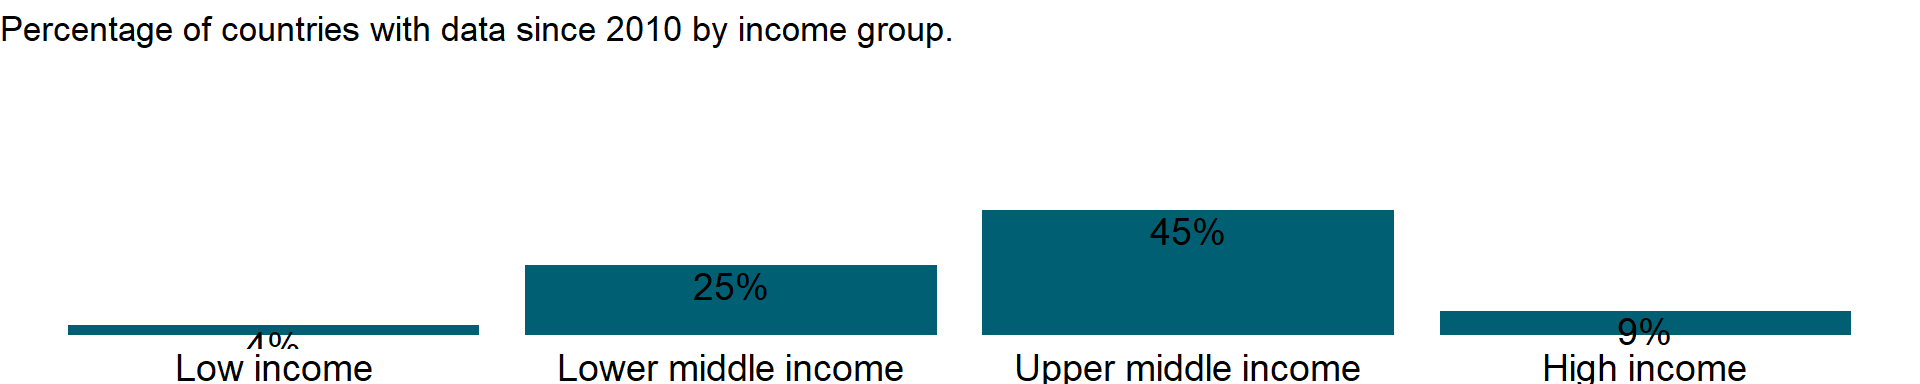 Percentage of countries with data since 2010 by income group.
45%
25%
4%
9%
Low income
Lower middle income
Upper middle income
High income